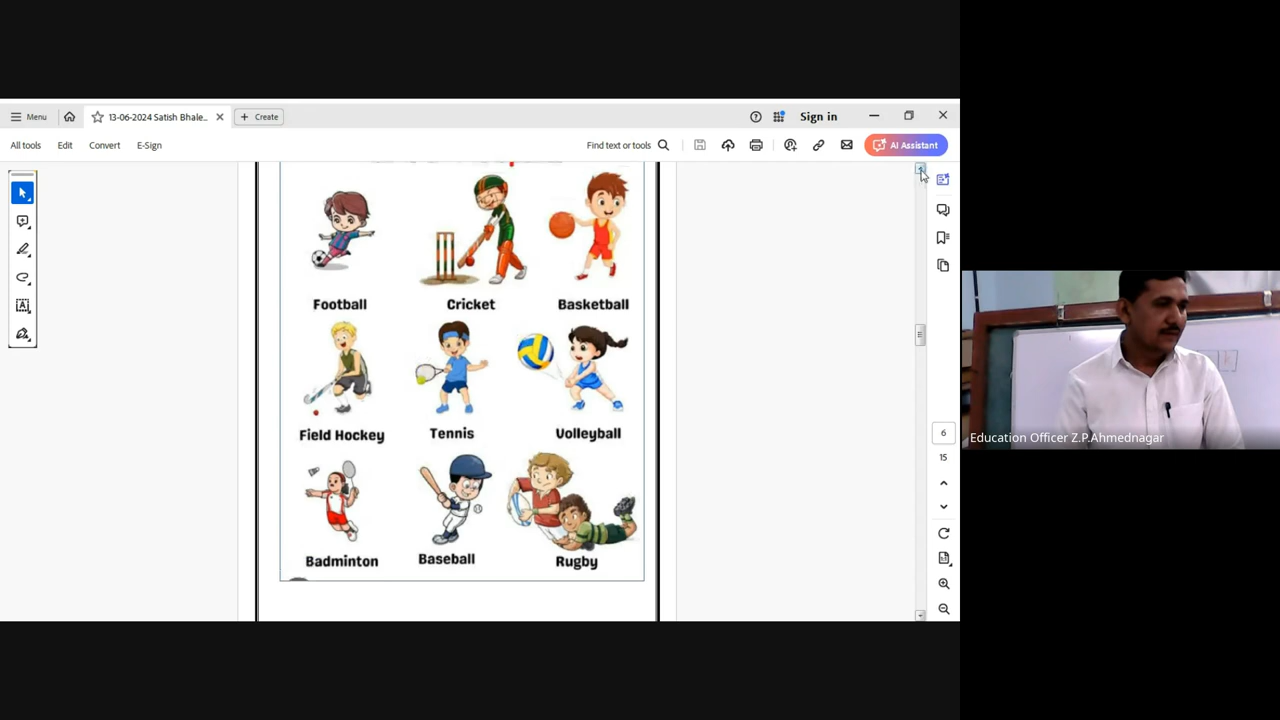 Menu
13-06-2024 Satish Bhale...
Create
Sign in
All tools
Edit
Convert
E-Sign
Find text or tools
AI Assistant
Football
Cricket
Basketball
Field Hockey
Tennis
Volleyball
Badminton
Baseball
Rugby
6
15
Education Officer Z.P.Ahmednagar